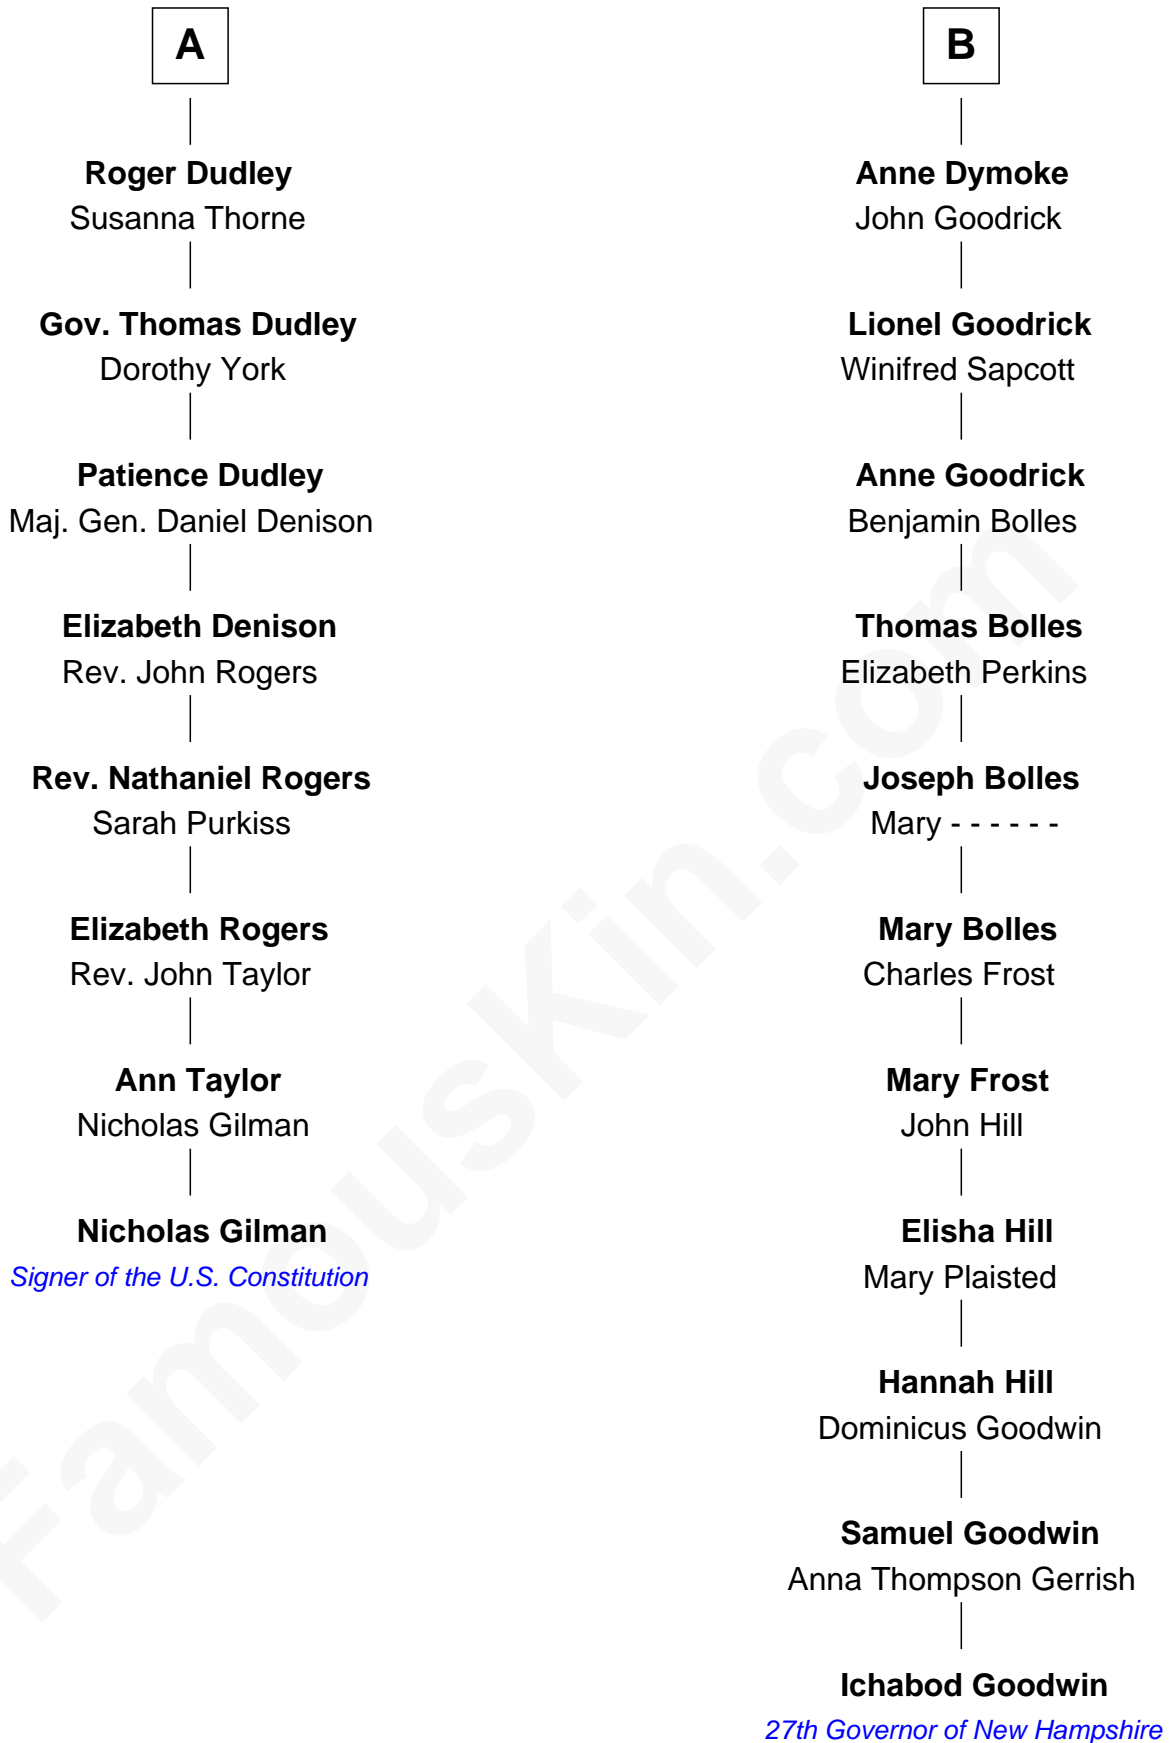 A
Roger Dudley
Susanna Thorne
Gov. Thomas Dudley
Dorothy York
Patience Dudley
Maj. Gen. Daniel Denison
Elizabeth Denison
Rev. John Rogers
Rev. Nathaniel Rogers
Sarah Purkiss
Elizabeth Rogers
Rev. John Taylor
Ann Taylor
Nicholas Gilman
Nicholas Gilman
Signer of the U.S. Constitution
B
Anne Dymoke
John Goodrick
Lionel Goodrick
Winifred Sapcott
Anne Goodrick
Benjamin Bolles
Thomas Bolles
Elizabeth Perkins
Joseph Bolles
Mary - - - - - -
Mary Bolles
Charles Frost
Mary Frost
John Hill
Elisha Hill
Mary Plaisted
Hannah Hill
Dominicus Goodwin
Samuel Goodwin
Anna Thompson Gerrish
Ichabod Goodwin
27th Governor of New Hampshire
FamousKin.com